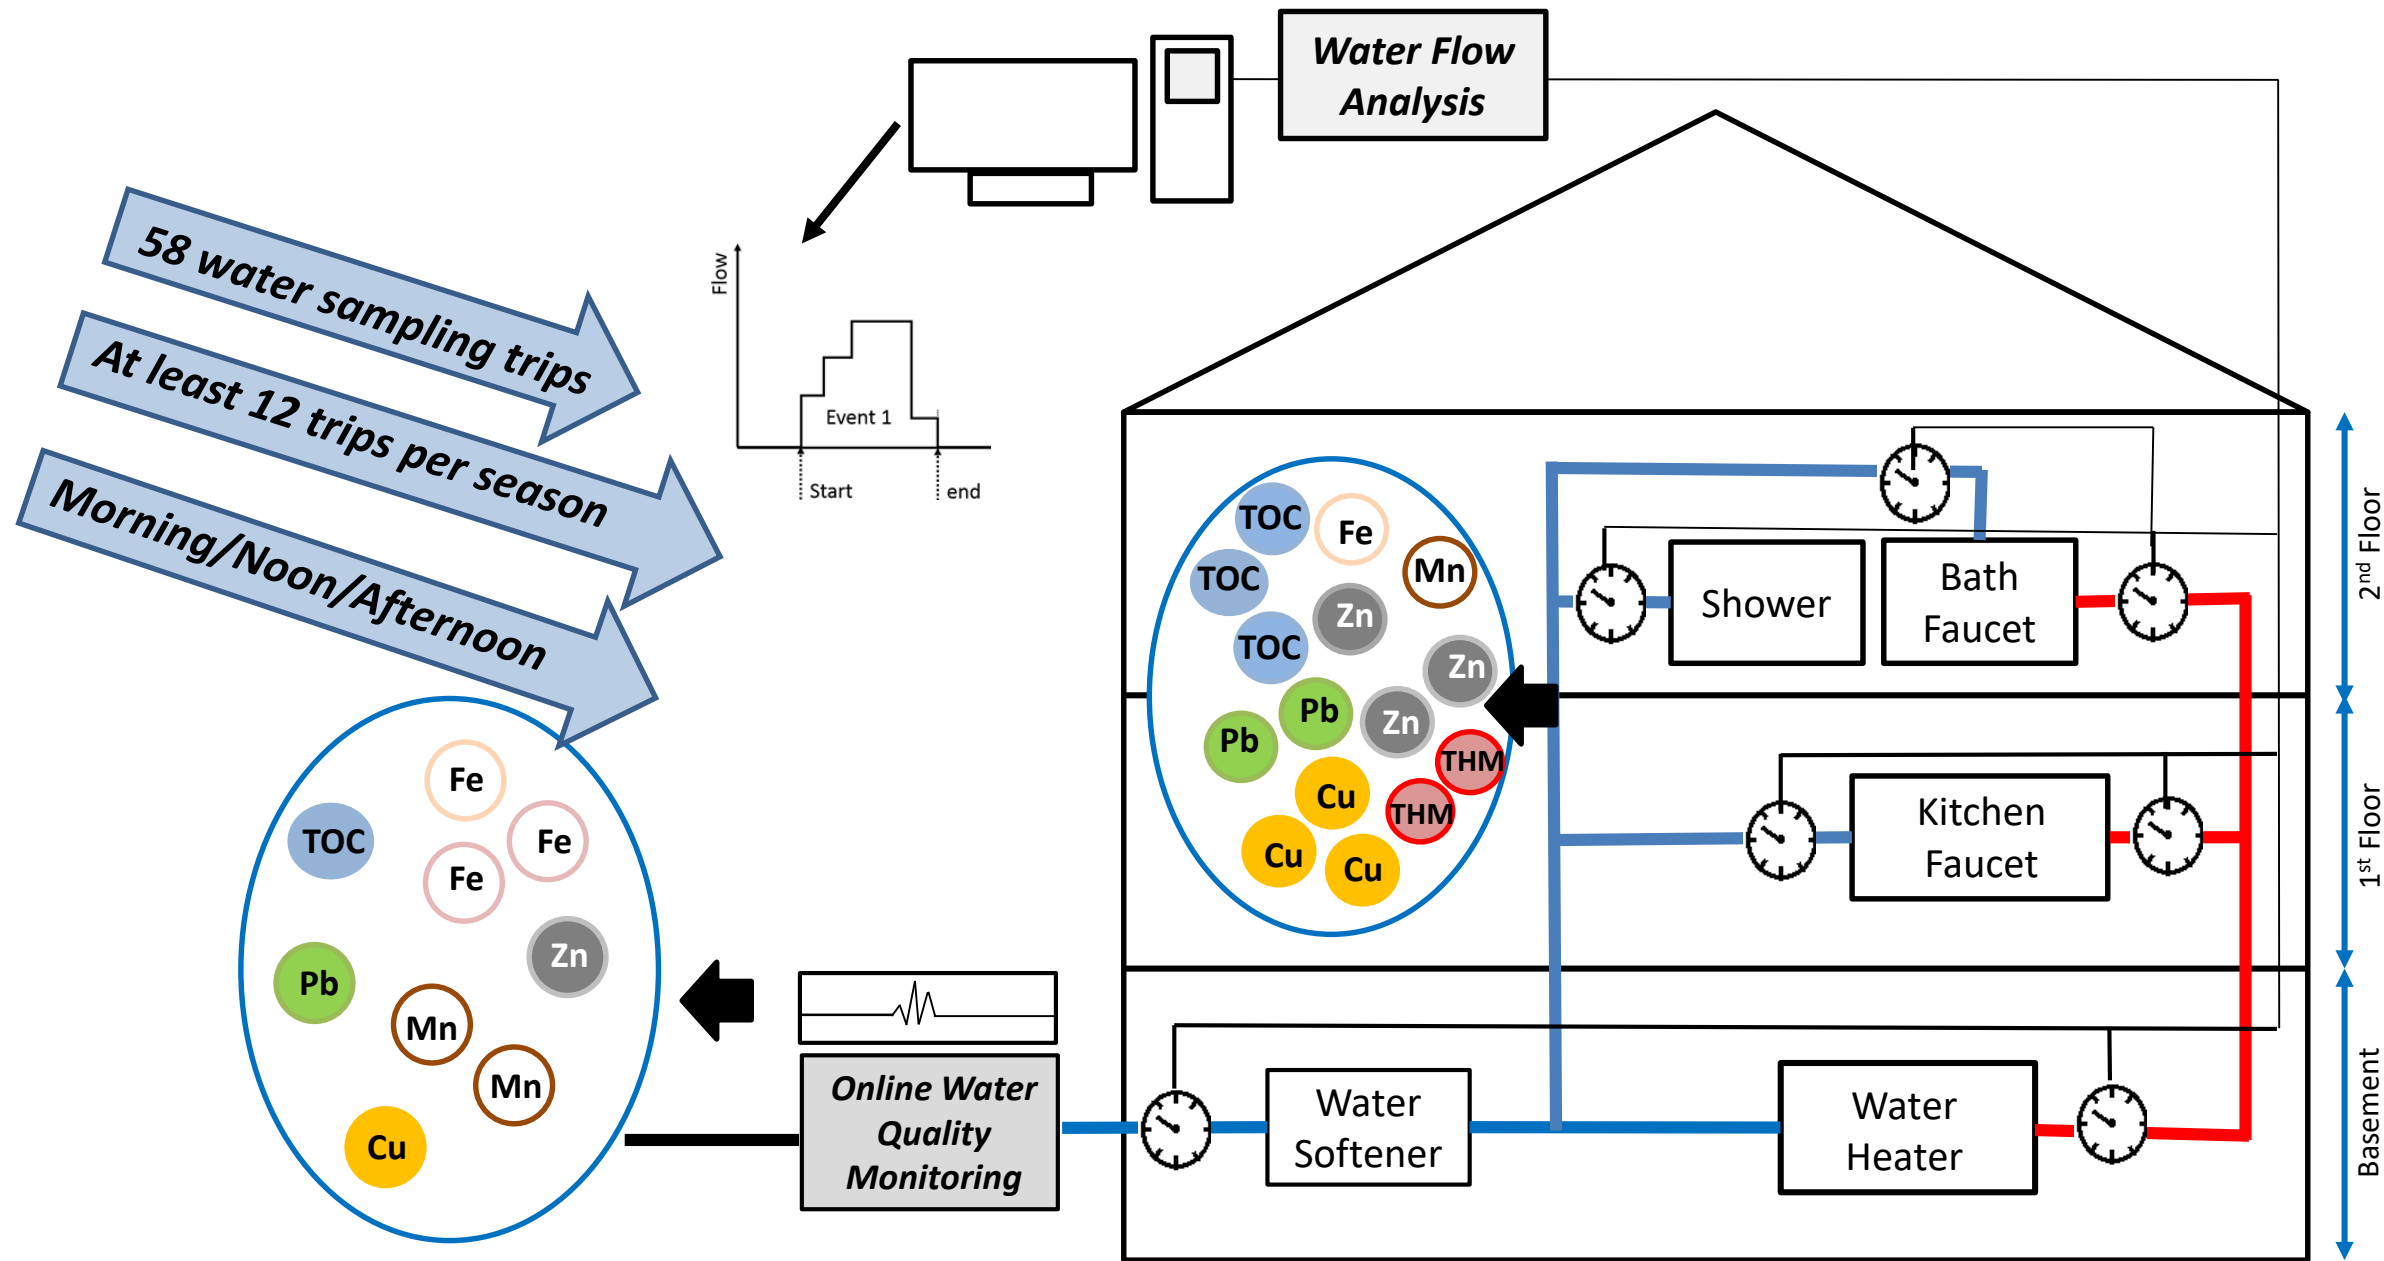 Water Flow
Analysis
58 water sampling trips
At least 12 trips per season
Morning/Noon/Afternoon
Flow
Event 1
Start
end
TOC
Fe
TOC
Mn
Zn
TOC
Zn
Pb
Zn
Pb
THM
Cu
THM
Cu
Cu
Shower
Bath
Faucet
2nd Floor
Kitchen
Faucet
1st Floor
Fe
TOC
Fe
Fe
Zn
Pb
Mn
Mn
Cu
Online Water
Quality
Monitoring
Water
Softener
Water
Heater
Basement